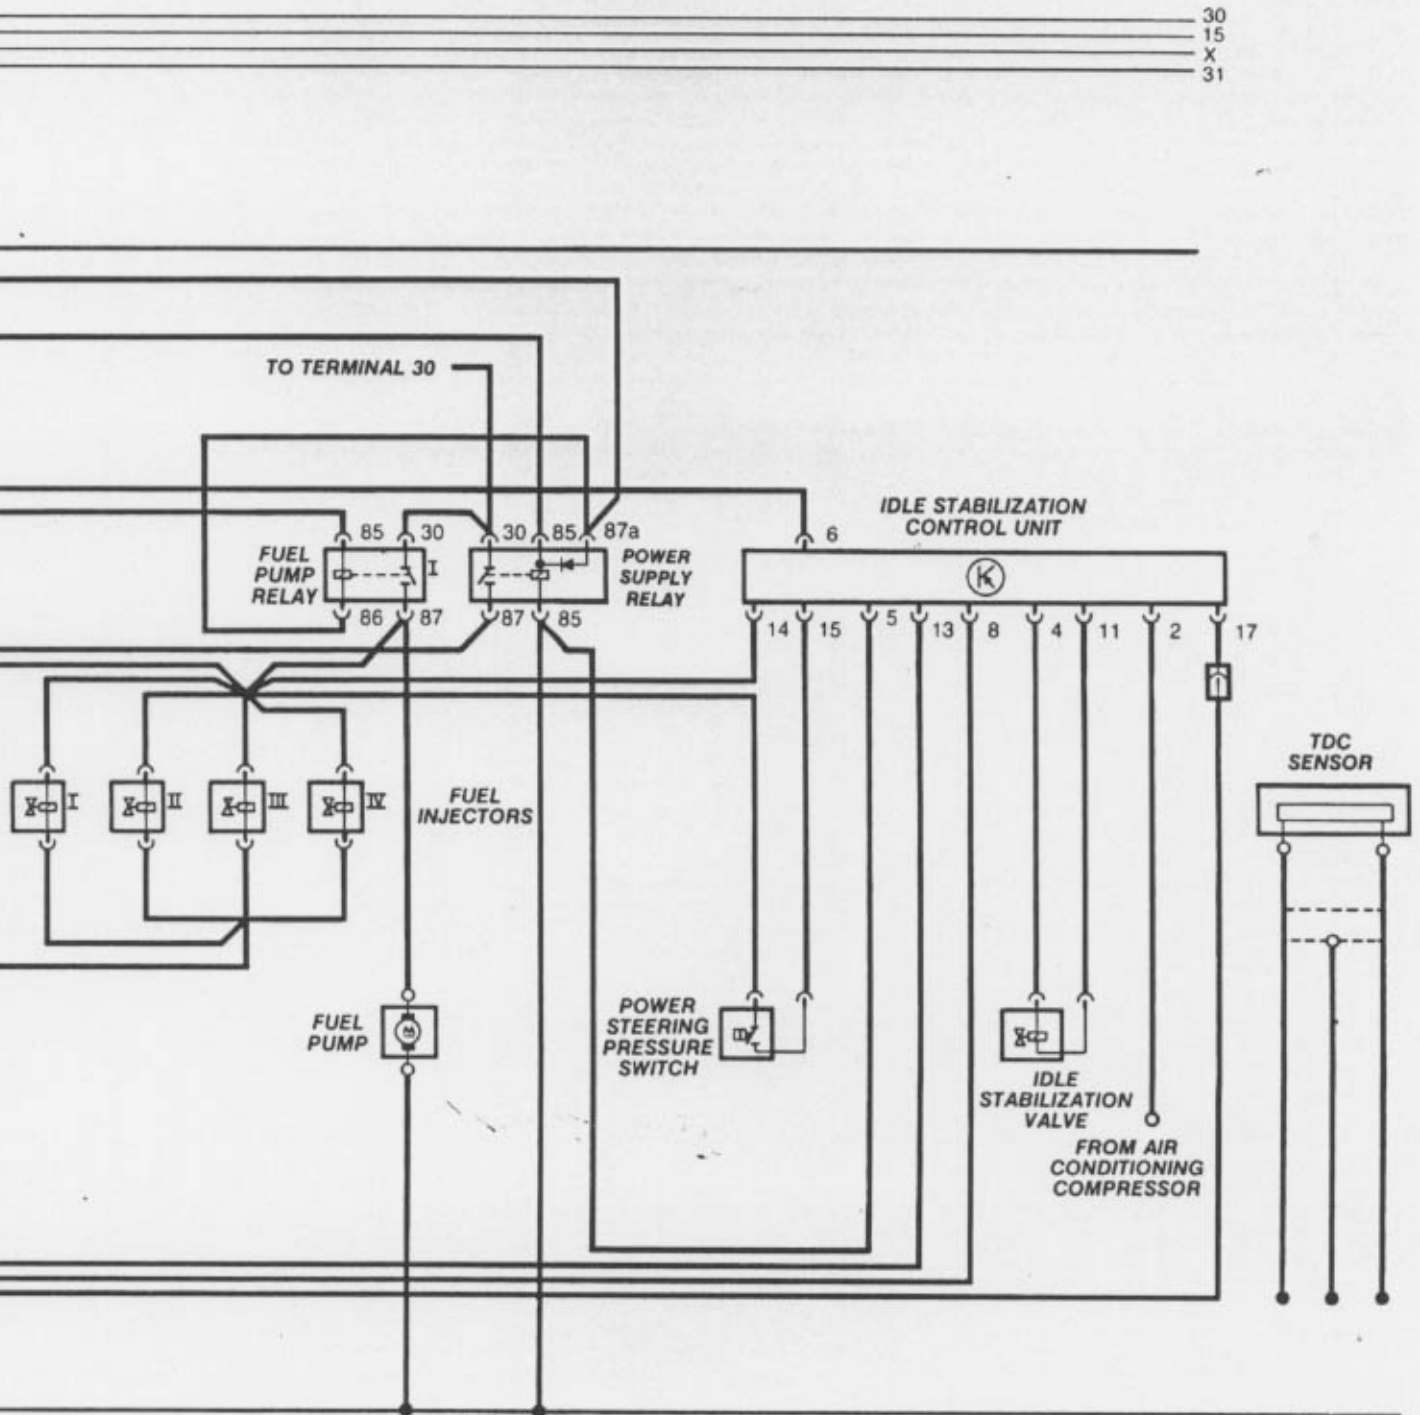 30
15
X
31
TO TERMINAL 30
IDLE STABILIZATION
CONTROL UNIT
85 30 30 85 87a 6
FUEL
PUMP
RELAY
I
POWER
SUPPLY
RELAY
86 87 87 85
14 15 5 13 8 4 11 2 17
TDC
SENSOR
I II III IV
FUEL
INJECTORS
FUEL
PUMP
POWER
STEERING
PRESSURE
SWITCH
IDLE
STABILIZATION
VALVE
FROM AIR
CONDITIONING
COMPRESSOR